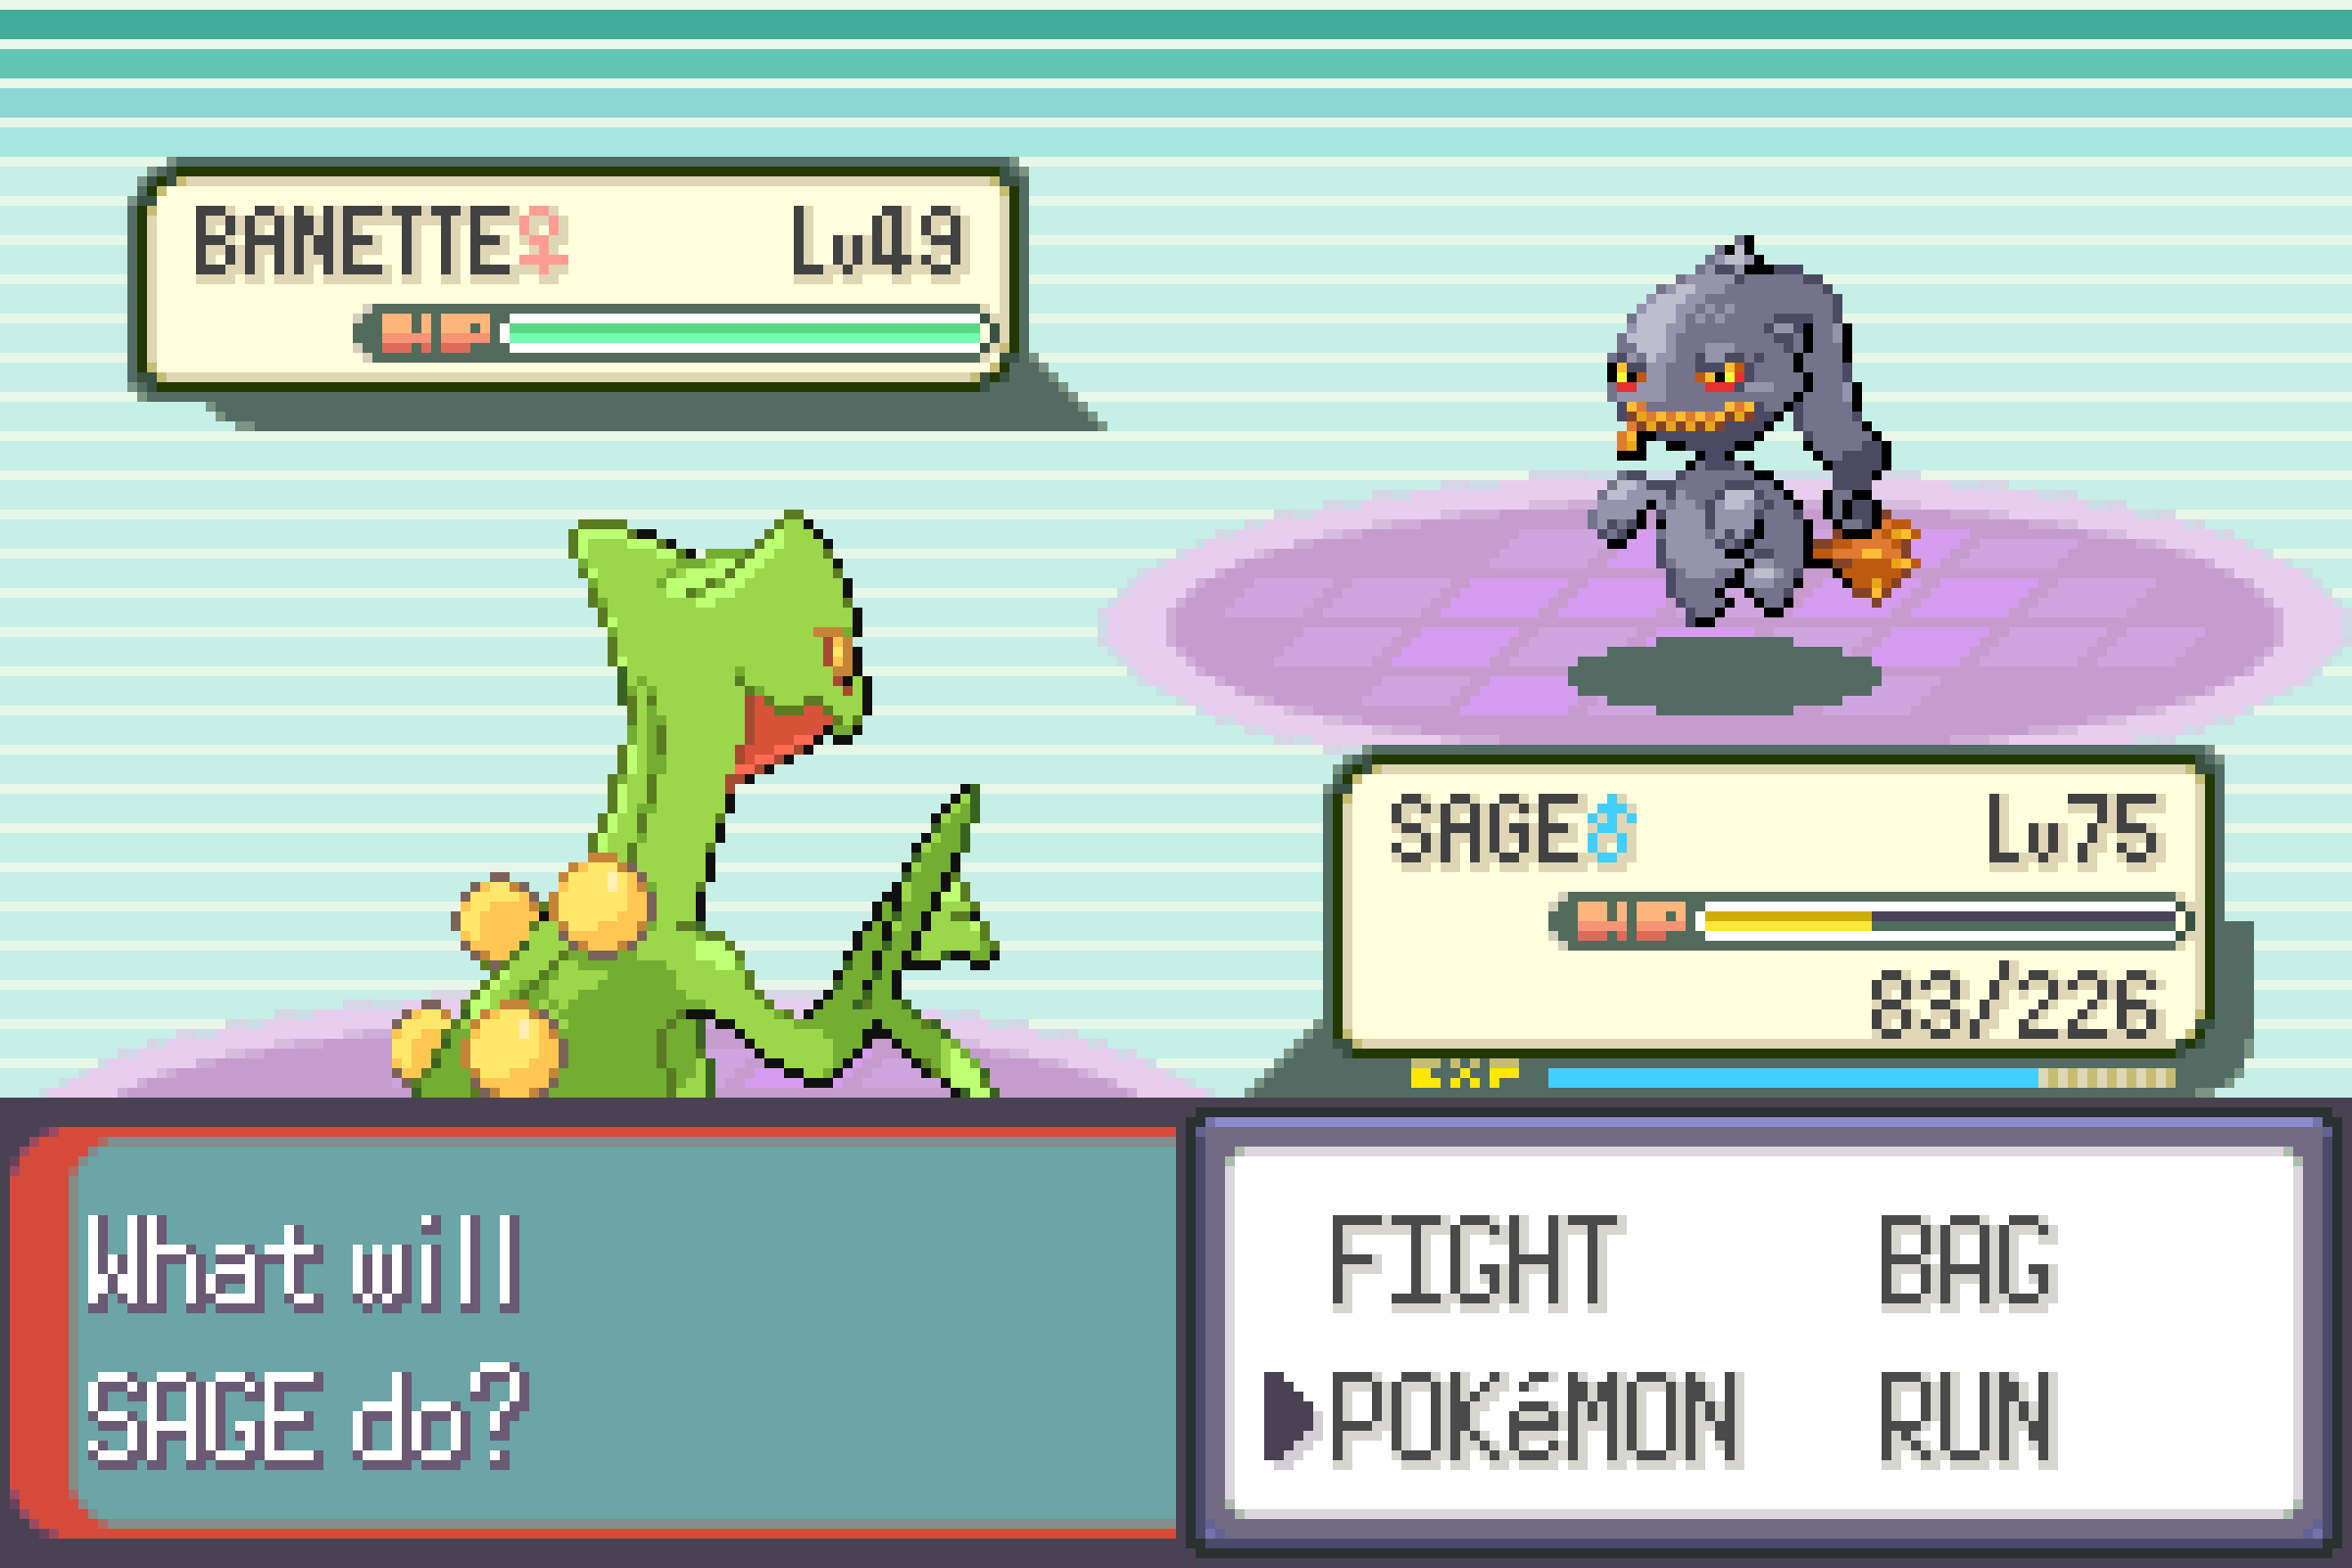 BANETTE♀ Lv49
HP
SAGE♂ Lv75
HP
83/226
EXP
What will
SAGE do?
FIGHT BAG
POKéMON RUN